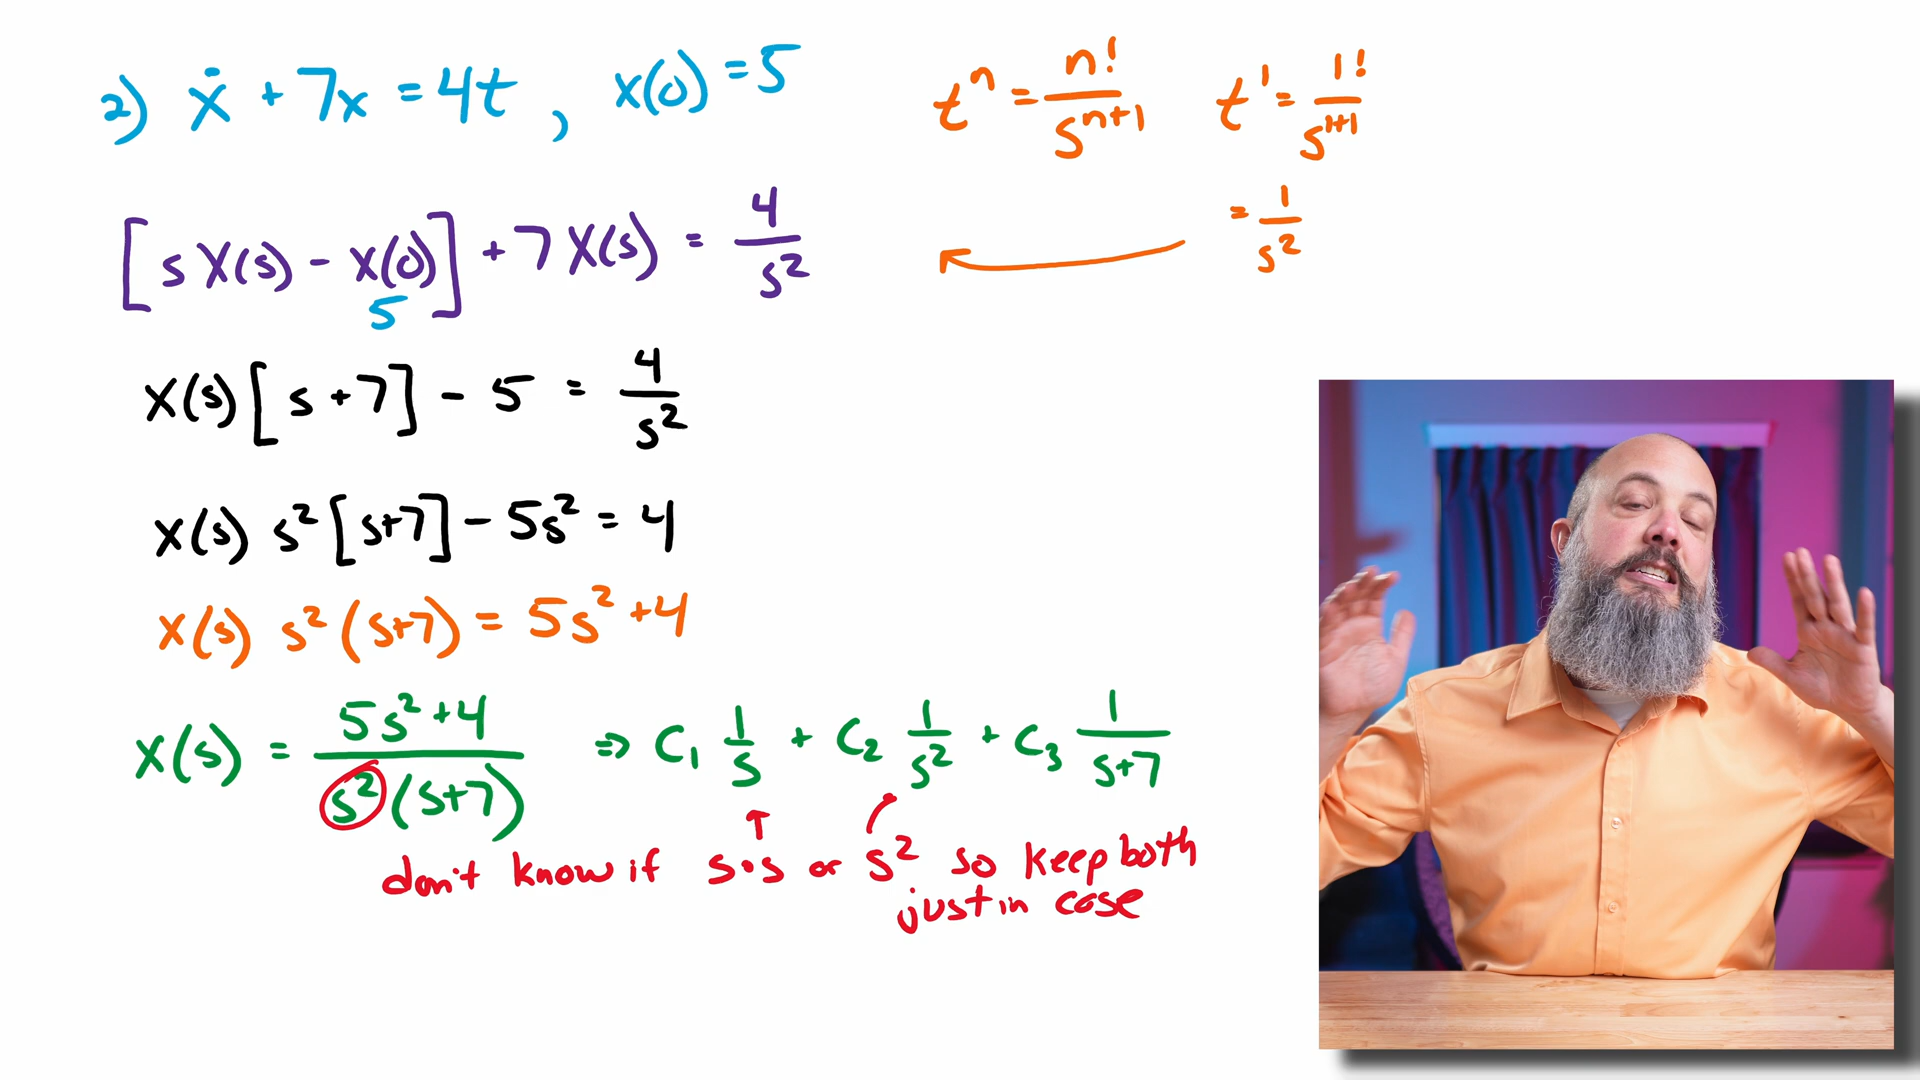 2) ẋ + 7x = 4t , x(0) = 5
tⁿ = n!/sⁿ⁺¹ t¹ = 1!/s¹⁺¹
= 1/s²
[s X(s) - x(0)] + 7 X(s) = 4/s²
5
X(s)[s + 7] - 5 = 4/s²
X(s) s²[s+7] - 5s² = 4
X(s) s²(s+7) = 5s² + 4
X(s) = (5s² + 4)/(s²(s+7)) ⇒ C₁ 1/s + C₂ 1/s² + C₃ 1/(s+7)
don't know if s·s or s² so keep both
just in case